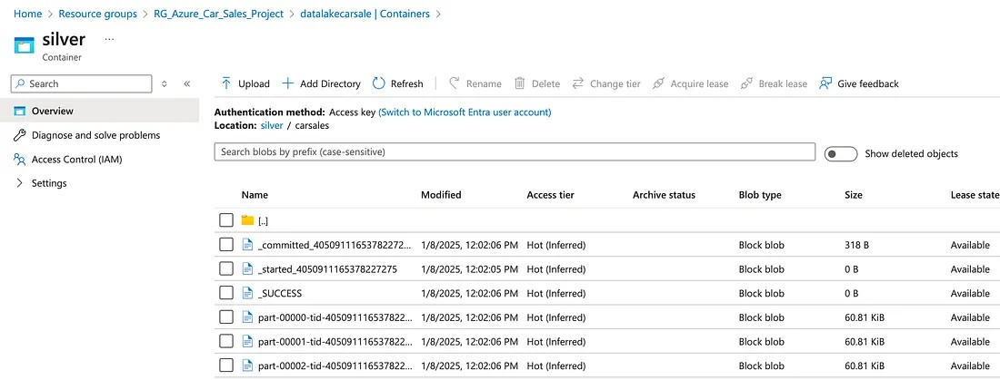 Home > Resource groups > RG_Azure_Car_Sales_Project > datalakecarsale | Containers >
silver ...
Container
Search
Overview
Diagnose and solve problems
Access Control (IAM)
Settings
Upload Add Directory Refresh Rename Delete Change tier Acquire lease Break lease Give feedback
Authentication method: Access key (Switch to Microsoft Entra user account)
Location: silver / carsales
Search blobs by prefix (case-sensitive)
Show deleted objects
Name Modified Access tier Archive status Blob type Size Lease state
[..]
_committed_40509111653782272... 1/8/2025, 12:02:06 PM Hot (Inferred) Block blob 318 B Available
_started_4050911165378227275 1/8/2025, 12:02:05 PM Hot (Inferred) Block blob 0 B Available
_SUCCESS 1/8/2025, 12:02:06 PM Hot (Inferred) Block blob 0 B Available
part-00000-tid-405091116537822... 1/8/2025, 12:02:06 PM Hot (Inferred) Block blob 60.81 KiB Available
part-00001-tid-405091116537822... 1/8/2025, 12:02:06 PM Hot (Inferred) Block blob 60.81 KiB Available
part-00002-tid-405091116537822... 1/8/2025, 12:02:06 PM Hot (Inferred) Block blob 60.81 KiB Available